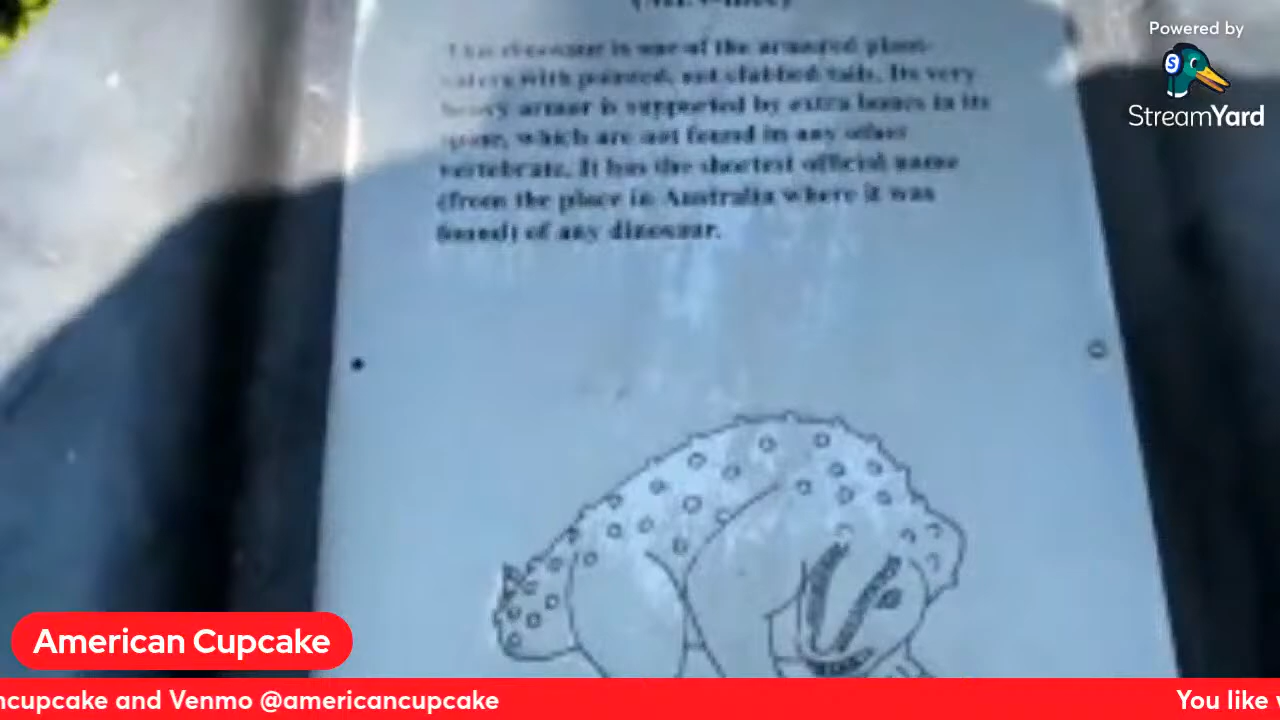 (MIN-mee)
This dinosaur is one of the armored plant-
eaters with pointed, not clubbed tails. Its very
heavy armor is supported by extra bones in its
spine, which are not found in any other
vertebrate. It has the shortest official name
(from the place in Australia where it was
found) of any dinosaur.
Powered by
StreamYard
American Cupcake
ncupcake and Venmo @americancupcake
You like